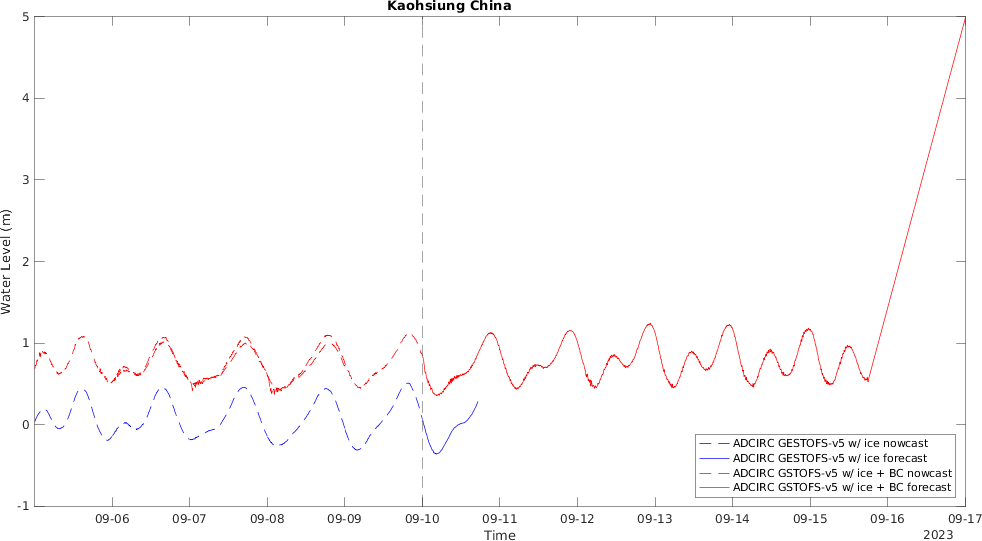 Kaohsiung China
5
4
3
2
1
0
-1
Water Level (m)
09-06 09-07 09-08 09-09 09-10 09-11 09-12 09-13 09-14 09-15 09-16 09-17
Time
2023
ADCIRC GESTOFS-v5 w/ ice nowcast
ADCIRC GESTOFS-v5 w/ ice forecast
ADCIRC GSTOFS-v5 w/ ice + BC nowcast
ADCIRC GSTOFS-v5 w/ ice + BC forecast